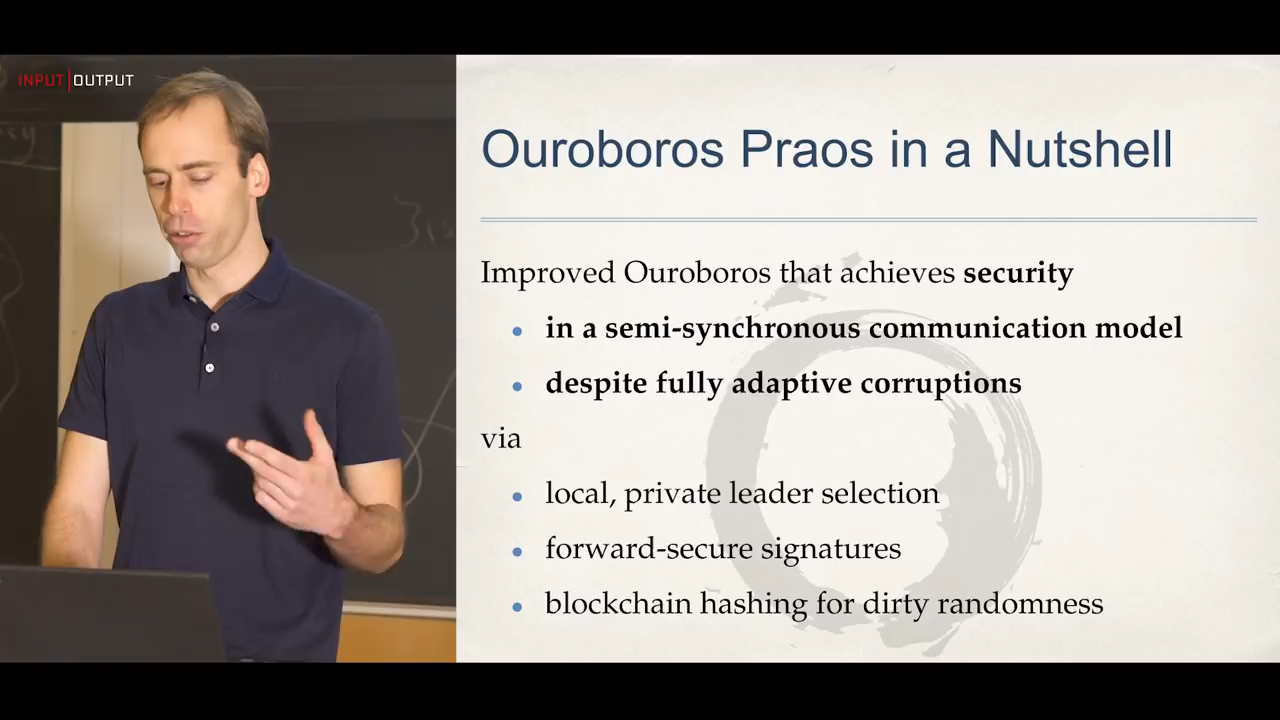 INPUT|OUTPUT
Ouroboros Praos in a Nutshell
Improved Ouroboros that achieves security
• in a semi-synchronous communication model
• despite fully adaptive corruptions
via
• local, private leader selection
• forward-secure signatures
• blockchain hashing for dirty randomness